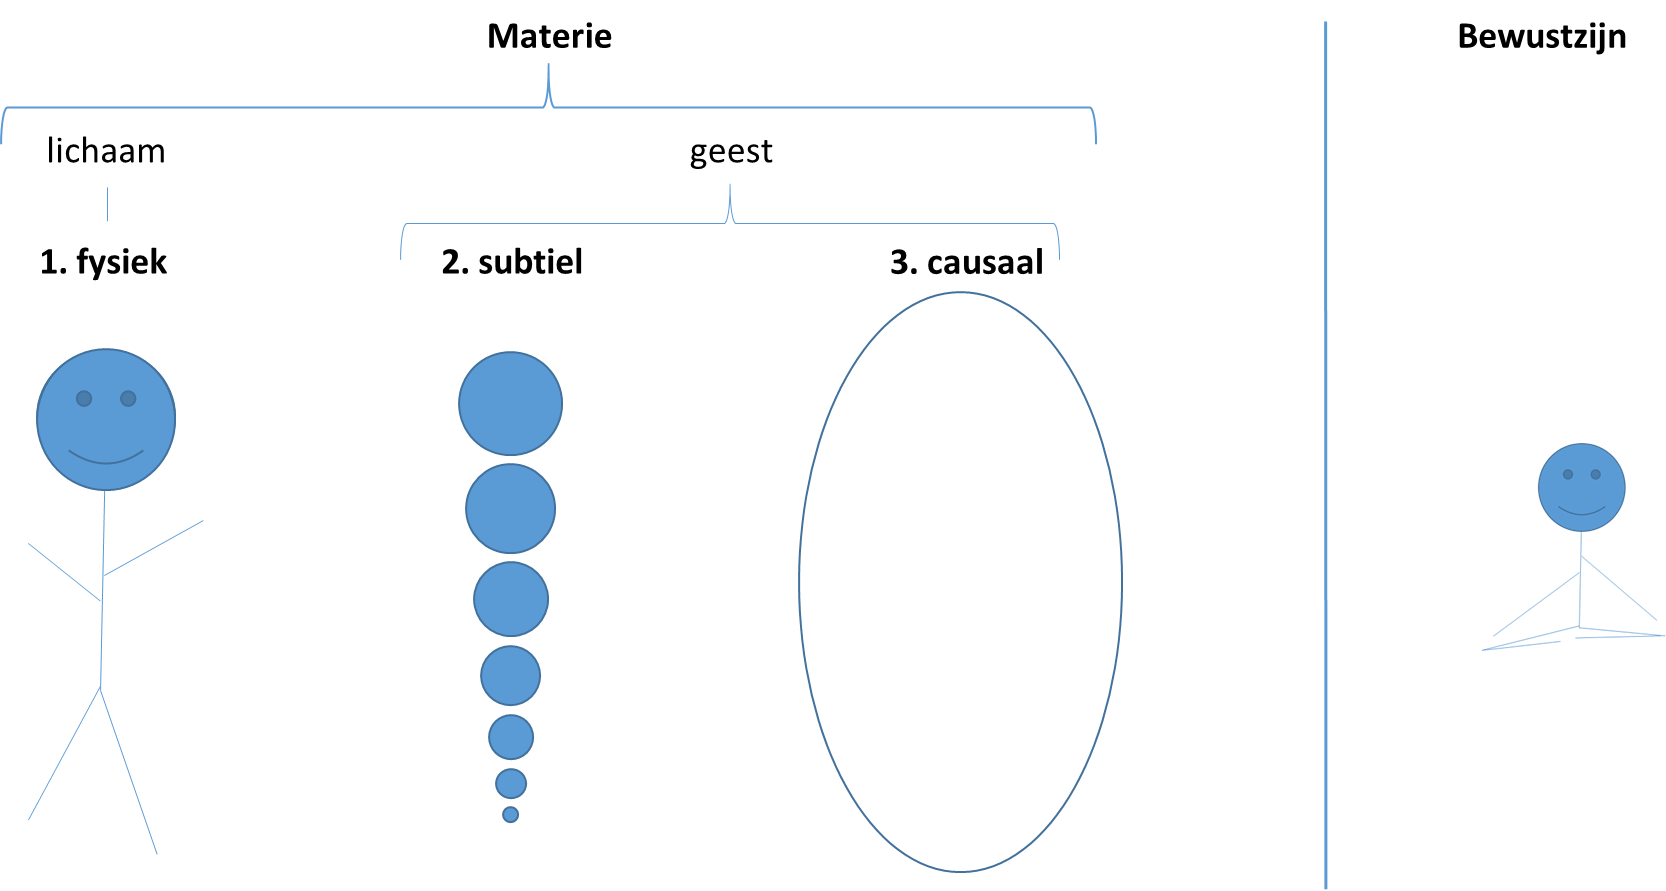 Materie
Bewustzijn
lichaam
geest
1. fysiek
2. subtiel
3. causaal